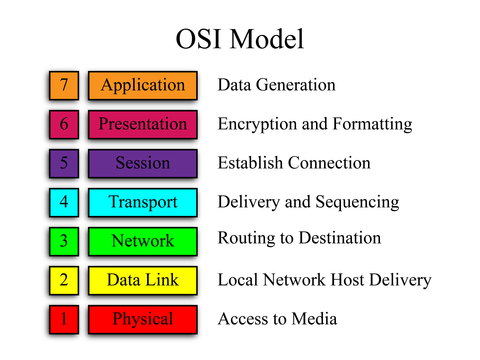 OSI Model
7 Application Data Generation
6 Presentation Encryption and Formatting
5 Session Establish Connection
4 Transport Delivery and Sequencing
3 Network Routing to Destination
2 Data Link Local Network Host Delivery
1 Physical Access to Media